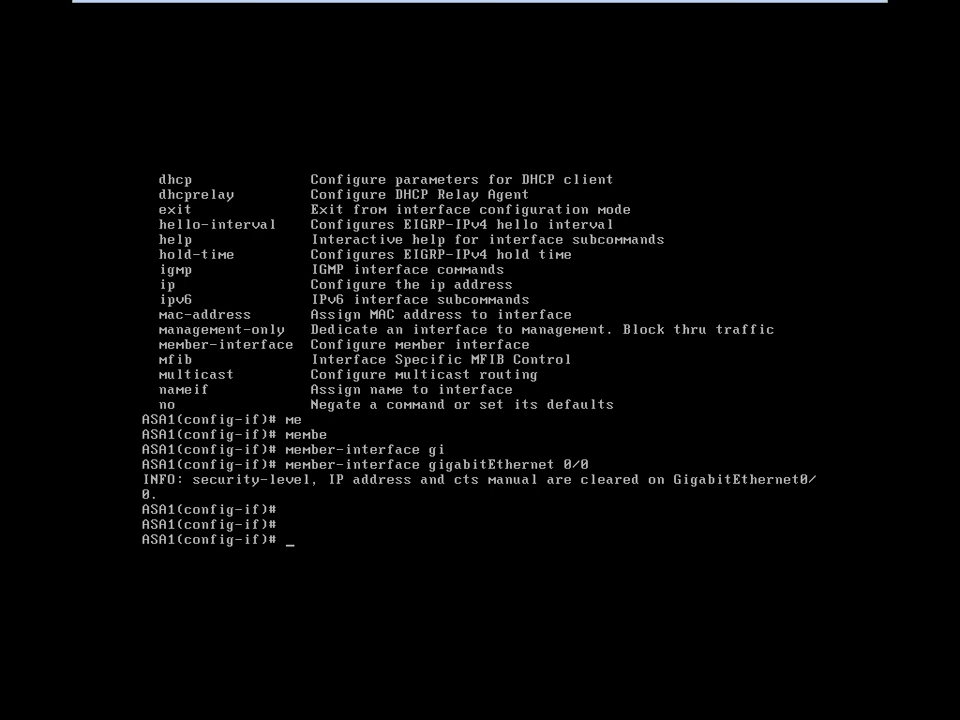 dhcp Configure parameters for DHCP client
dhcprelay Configure DHCP Relay Agent
exit Exit from interface configuration mode
hello-interval Configures EIGRP-IPv4 hello interval
help Interactive help for interface subcommands
hold-time Configures EIGRP-IPv4 hold time
igmp IGMP interface commands
ip Configure the ip address
ipv6 IPv6 interface subcommands
mac-address Assign MAC address to interface
management-only Dedicate an interface to management. Block thru traffic
member-interface Configure member interface
mfib Interface Specific MFIB Control
multicast Configure multicast routing
nameif Assign name to interface
no Negate a command or set its defaults
ASA1(config-if)# me
ASA1(config-if)# membe
ASA1(config-if)# member-interface gi
ASA1(config-if)# member-interface gigabitEthernet 0/0
INFO: security-level, IP address and cts manual are cleared on GigabitEthernet0/
0.
ASA1(config-if)#
ASA1(config-if)#
ASA1(config-if)# _